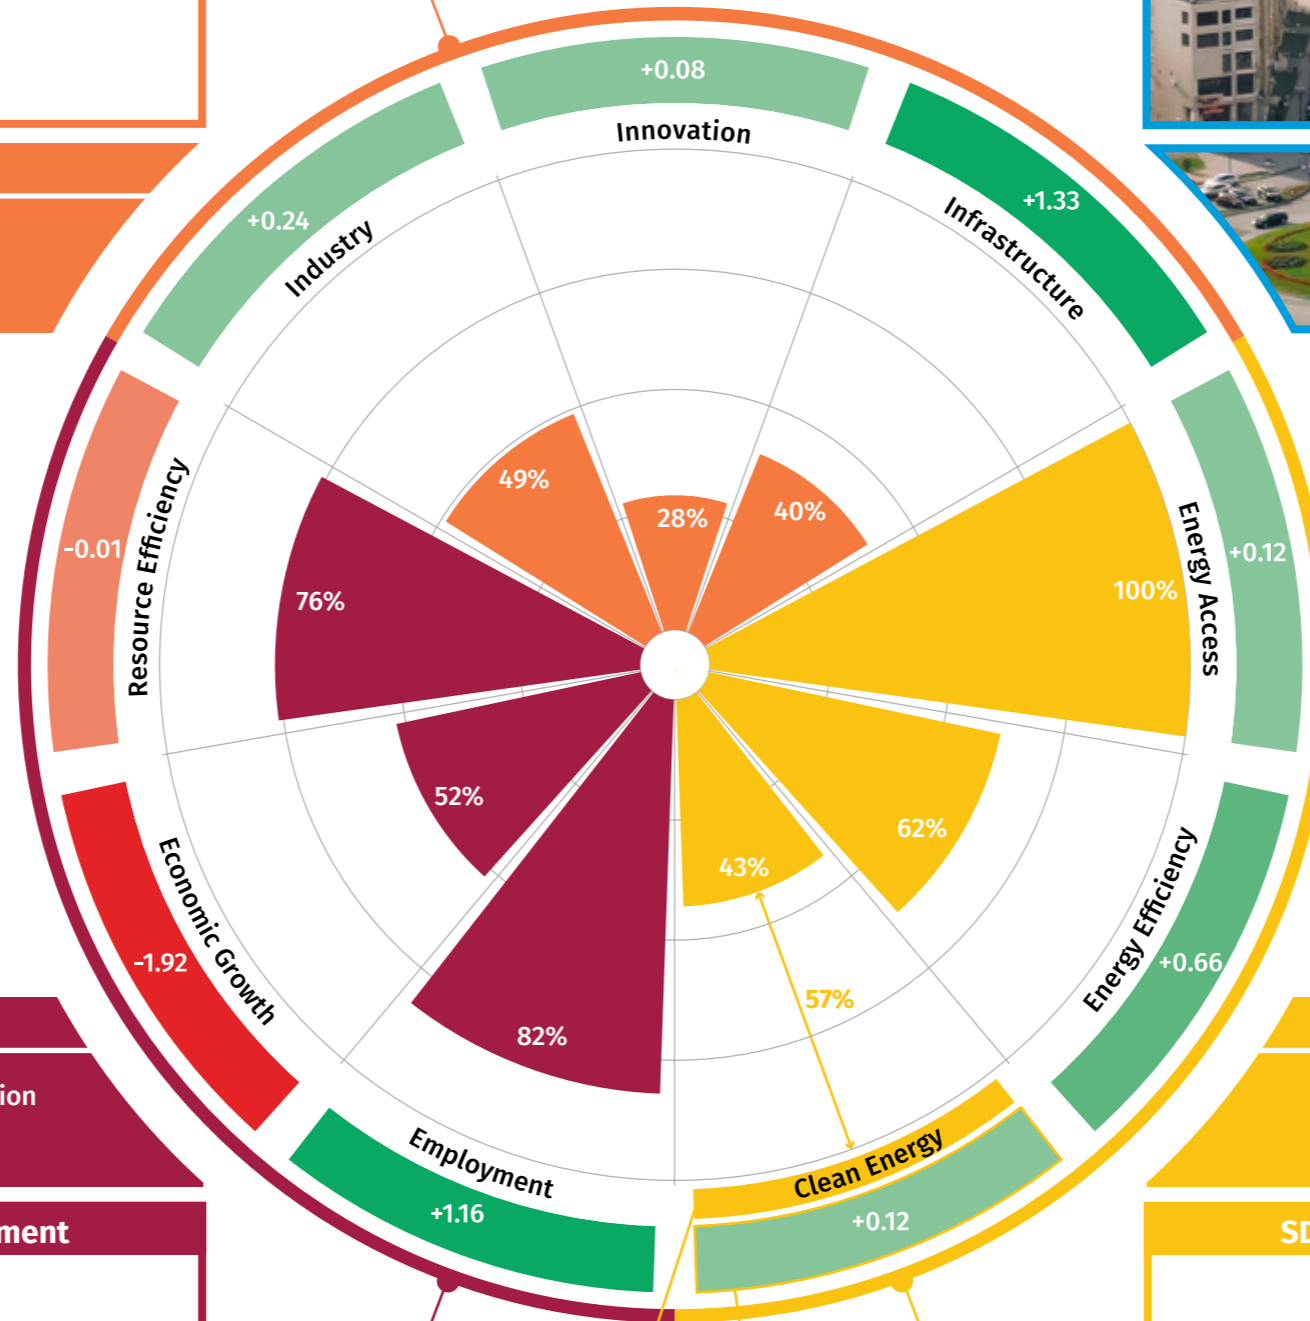 +0.08
Innovation
+1.33
Infrastructure
+0.24
Industry
49%
28%
40%
Energy Access
100%
+0.12
-0.01
Resource Efficiency
76%
52%
62%
43%
Economic Growth
-1.92
Energy Efficiency
+0.66
57%
82%
Employment
+1.16
Clean Energy
+0.12
ion
ment
SD